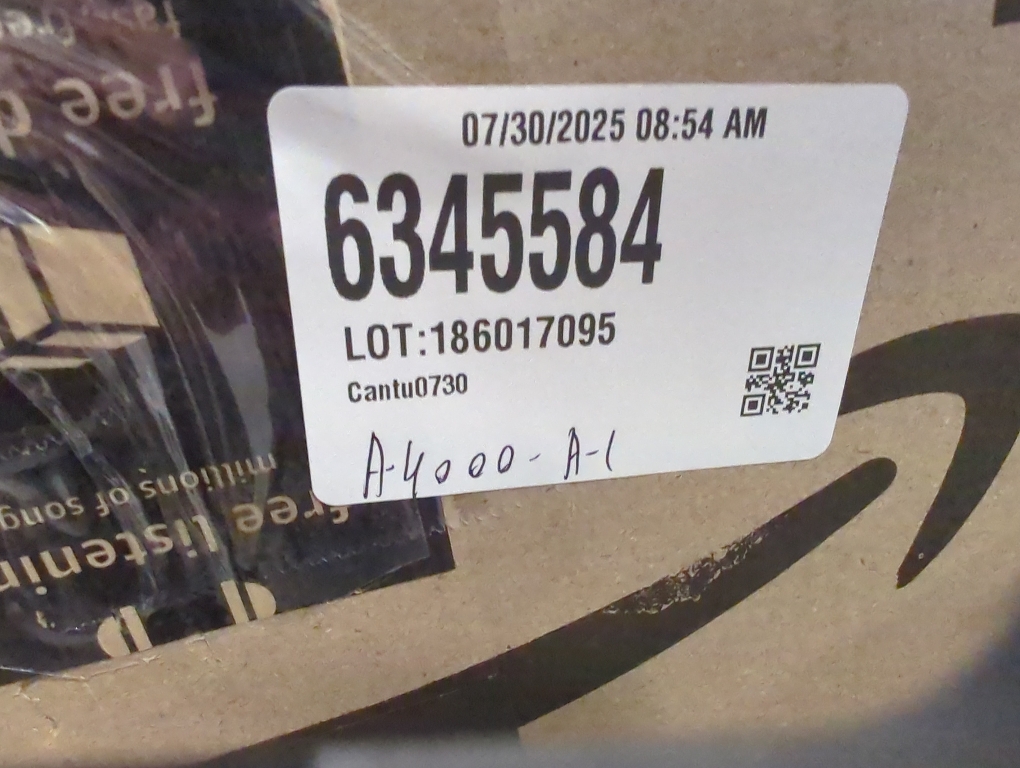 07/30/2025 08:54 AM
6345584
LOT:186017095
Cantu0730
A-4000-A-1
free d
free listenin
millions of song